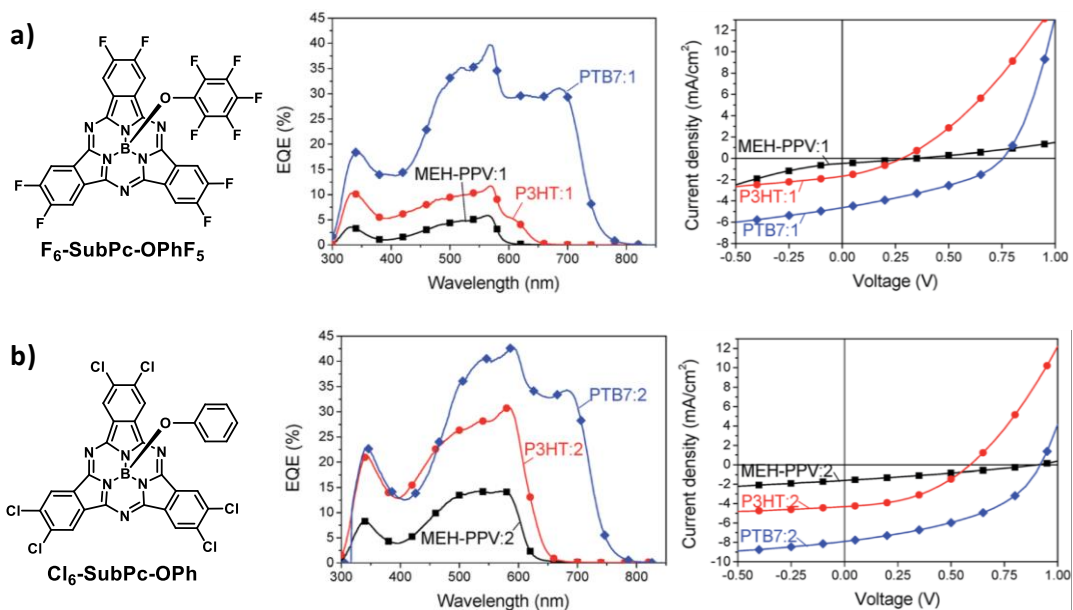 a)
F F
F F
F
F F
O
N N
N
B
N N
N
F F
F F
F₆-SubPc-OPhF₅
EQE (%)
45
40
35
30
25
20
15
10
5
0
300 400 500 600 700 800
Wavelength (nm)
PTB7:1
P3HT:1
MEH-PPV:1
Current density (mA/cm²)
14
12
10
8
6
4
2
0
-2
-4
-6
-8
-0.50 -0.25 0.00 0.25 0.50 0.75 1.00
Voltage (V)
MEH-PPV:1
P3HT:1
PTB7:1
b)
Cl Cl
O
N N
N
B
N N
N
Cl Cl
Cl Cl
Cl₆-SubPc-OPh
EQE (%)
45
40
35
30
25
20
15
10
5
0
300 400 500 600 700 800
Wavelength (nm)
PTB7:2
P3HT:2
MEH-PPV:2
Current density (mA/cm²)
12
10
8
6
4
2
0
-2
-4
-6
-8
-10
-0.50 -0.25 0.00 0.25 0.50 0.75 1.00
Voltage (V)
MEH-PPV:2
P3HT:2
PTB7:2